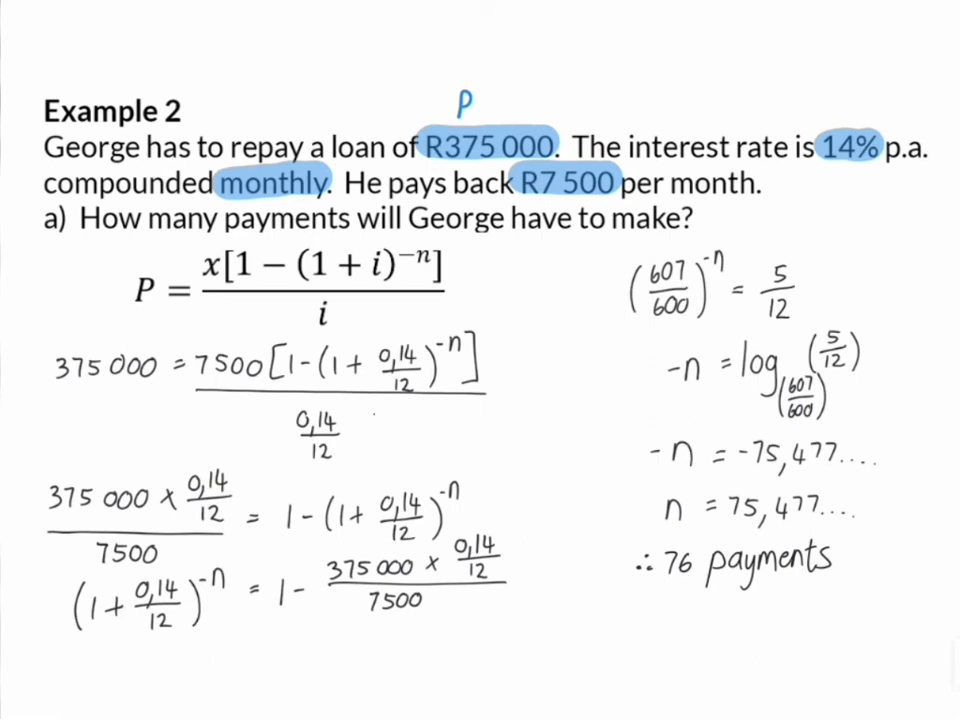 Example 2
P
George has to repay a loan of R375 000. The interest rate is 14% p.a.
compounded monthly. He pays back R7 500 per month.
a) How many payments will George have to make?
P = x[1 − (1 + i)^−n] / i
375 000 = 7500[1-(1+ 0,14/12)^-n] / (0,14/12)
(375 000 × 0,14/12) / 7500 = 1-(1+ 0,14/12)^-n
(1+ 0,14/12)^-n = 1- (375 000 × 0,14/12) / 7500
(607/600)^-n = 5/12
-n = log_(607/600) (5/12)
-n = -75,477....
n = 75,477....
∴ 76 payments